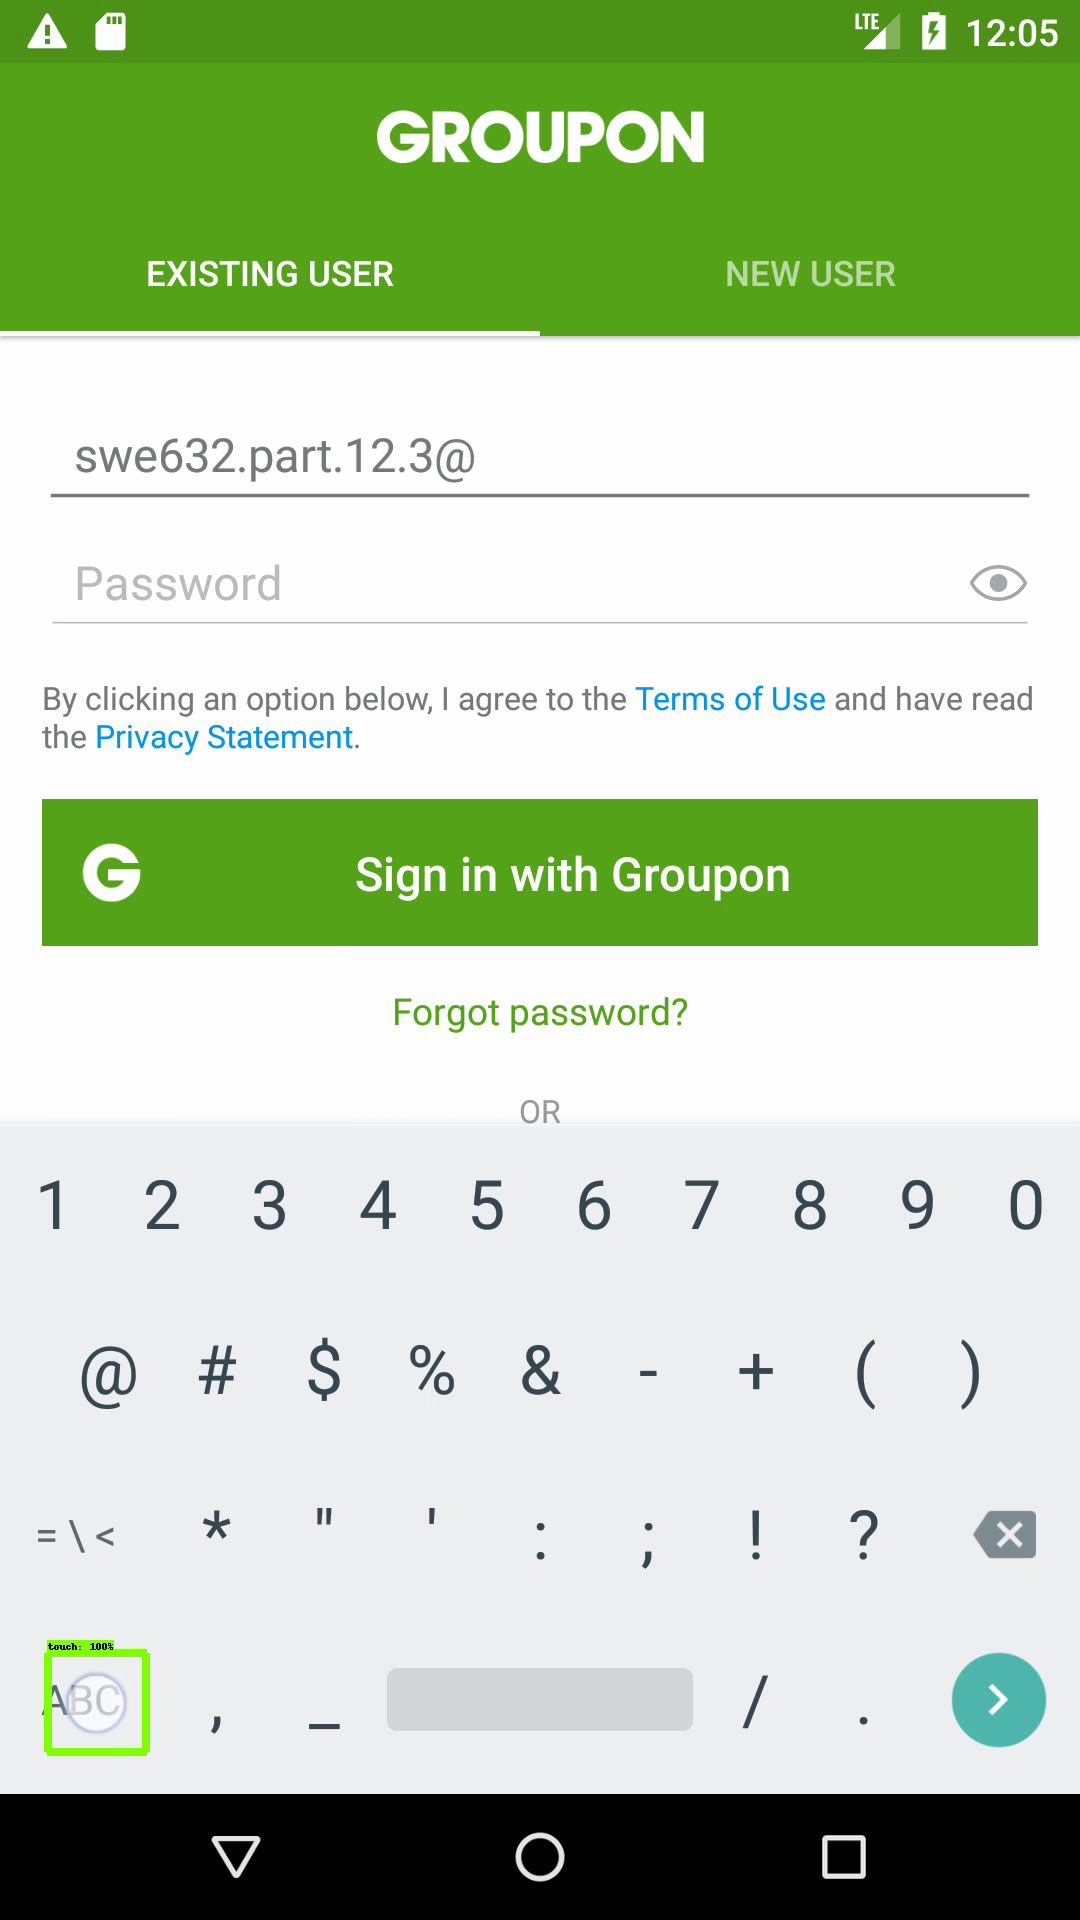 LTE 12:05
GROUPON
EXISTING USER NEW USER
swe632.part.12.3@
Password
By clicking an option below, I agree to the Terms of Use and have read
the Privacy Statement.
G Sign in with Groupon
Forgot password?
OR
1 2 3 4 5 6 7 8 9 0
@ # $ % & - + ( )
= \ < * " ' : ; ! ?
touch: 100%
ABC , _ / .